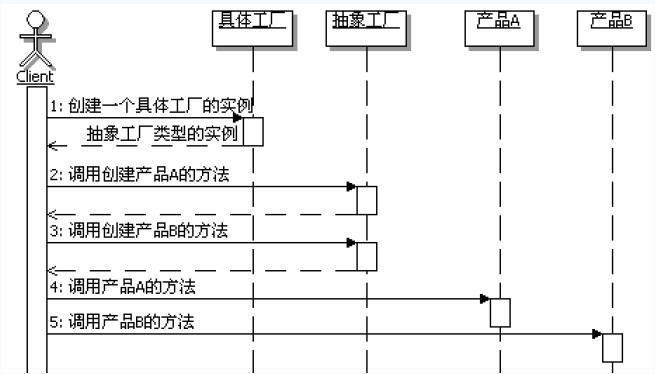 具体工厂
抽象工厂
产品A
产品B
Client
1: 创建一个具体工厂的实例
抽象工厂类型的实例
2: 调用创建产品A的方法
3: 调用创建产品B的方法
4: 调用产品A的方法
5: 调用产品B的方法